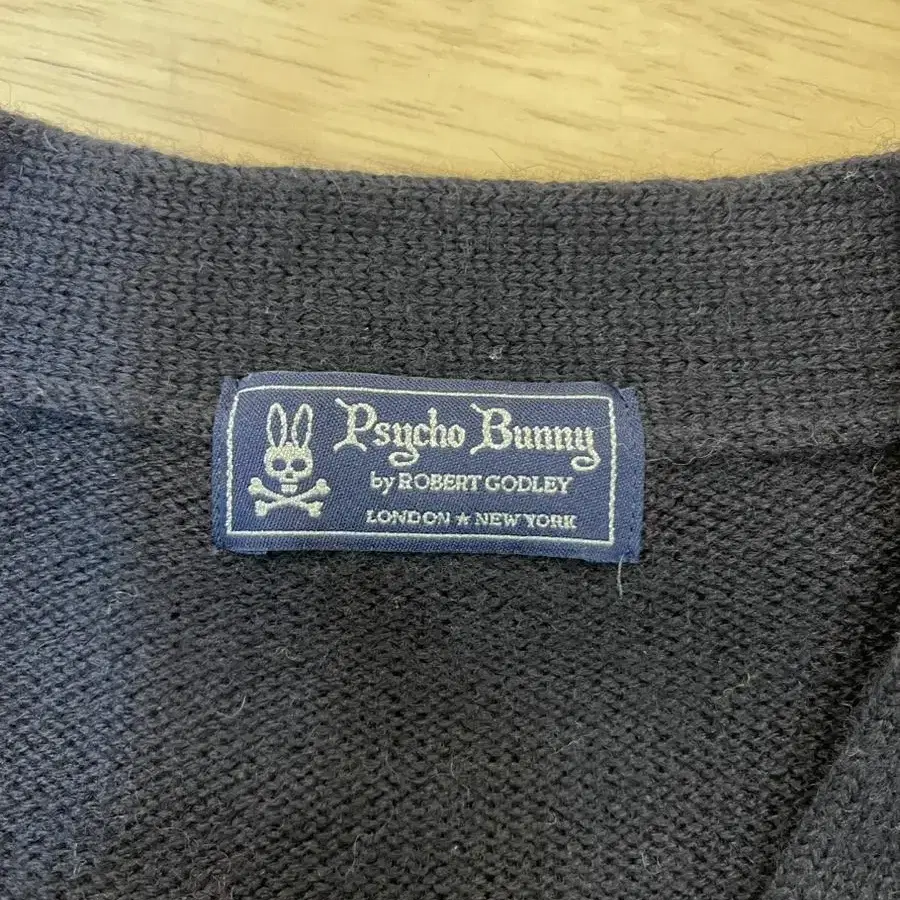 Psycho Bunny
by ROBERT GODLEY
LONDON ★ NEW YORK